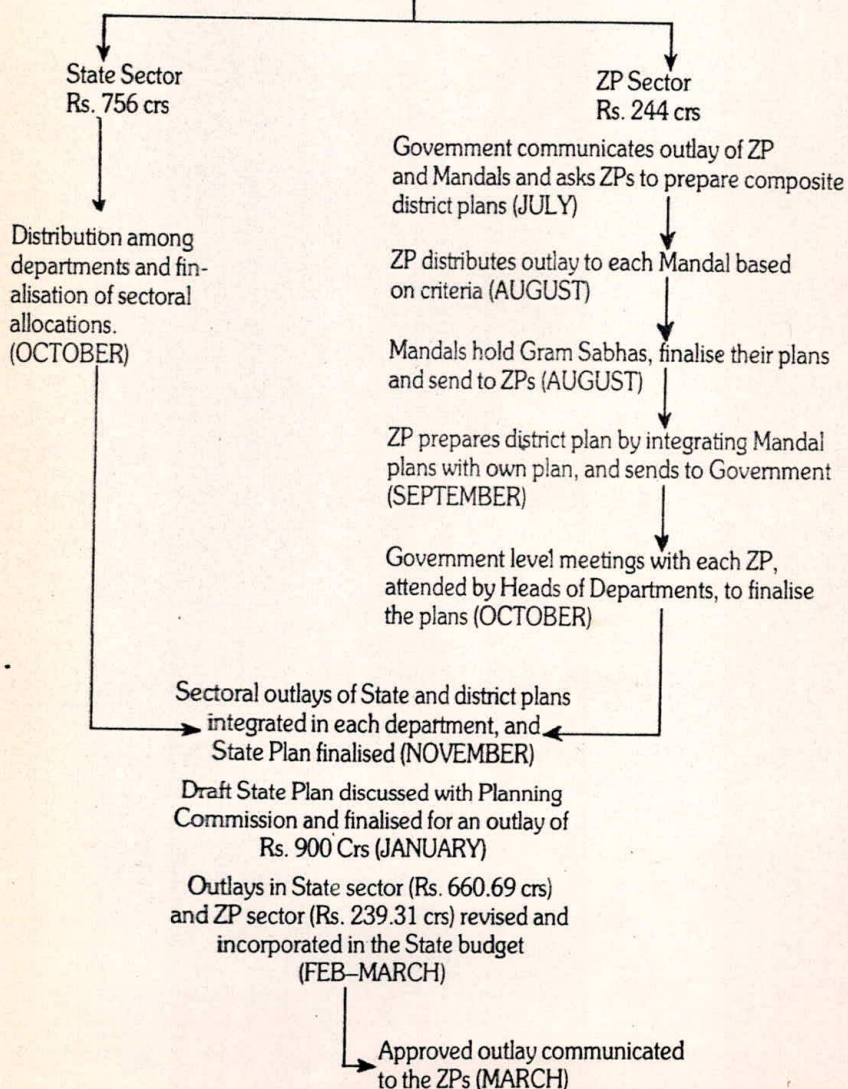 State Sector
Rs. 756 crs
Distribution among
departments and fin-
alisation of sectoral
allocations.
(OCTOBER)
ZP Sector
Rs. 244 crs
Government communicates outlay of ZP
and Mandals and asks ZPs to prepare composite
district plans (JULY)
ZP distributes outlay to each Mandal based
on criteria (AUGUST)
Mandals hold Gram Sabhas, finalise their plans
and send to ZPs (AUGUST)
ZP prepares district plan by integrating Mandal
plans with own plan, and sends to Government
(SEPTEMBER)
Government level meetings with each ZP,
attended by Heads of Departments, to finalise
the plans (OCTOBER)
Sectoral outlays of State and district plans
integrated in each department, and
State Plan finalised (NOVEMBER)
Draft State Plan discussed with Planning
Commission and finalised for an outlay of
Rs. 900 Crs (JANUARY)
Outlays in State sector (Rs. 660.69 crs)
and ZP sector (Rs. 239.31 crs) revised and
incorporated in the State budget
(FEB–MARCH)
Approved outlay communicated
to the ZPs (MARCH)